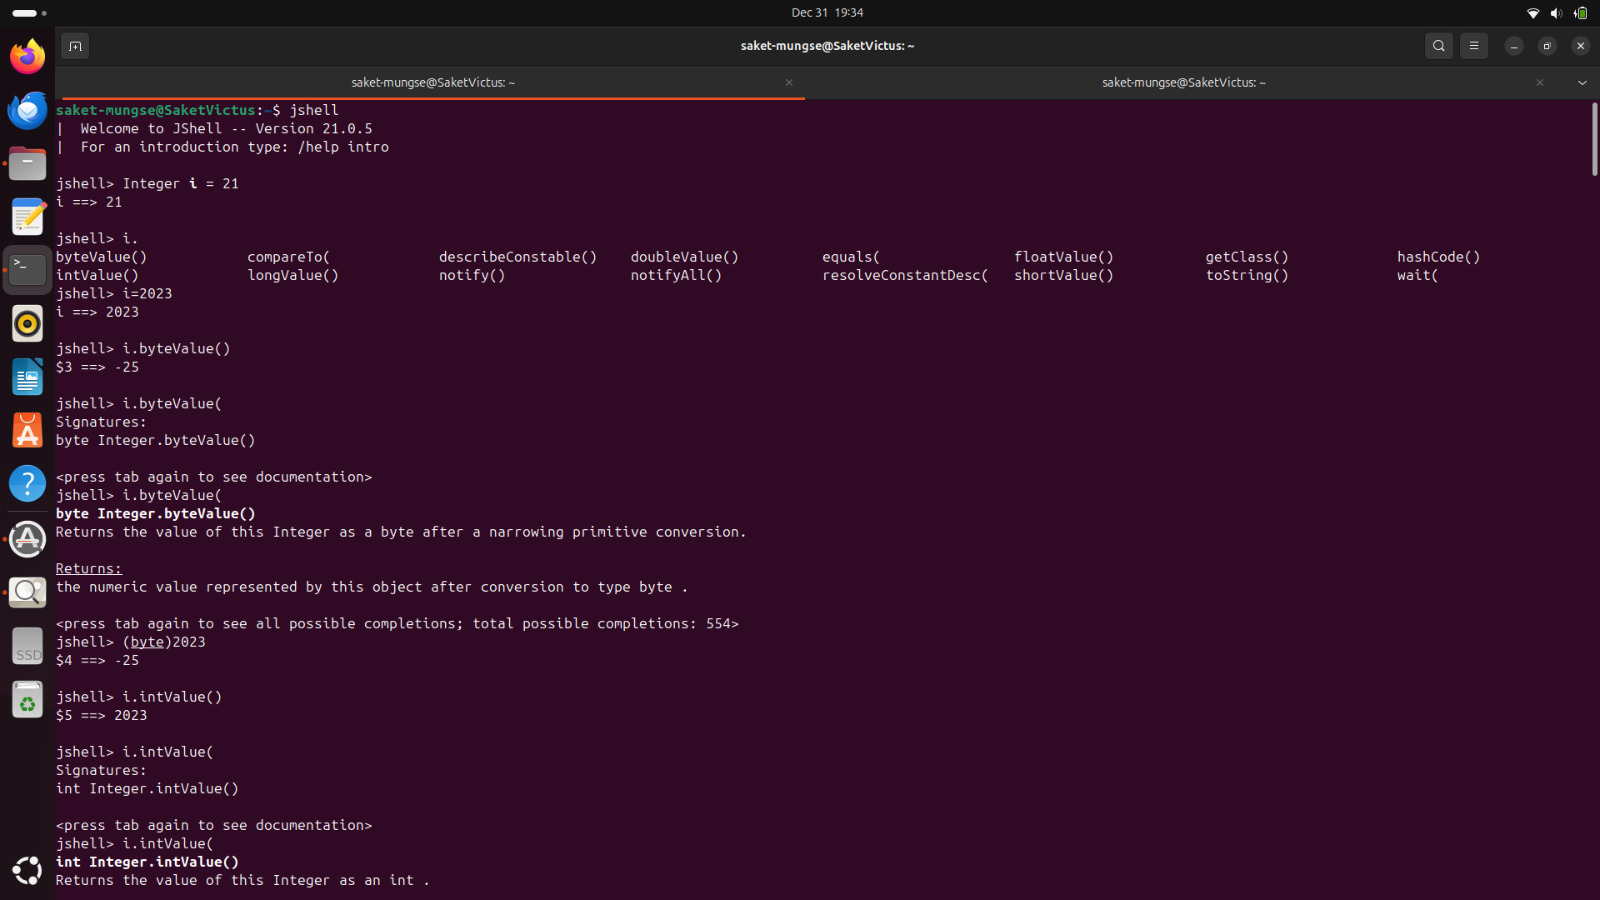 Dec 31 19:34
saket-mungse@SaketVictus: ~
saket-mungse@SaketVictus: ~
saket-mungse@SaketVictus: ~
saket-mungse@SaketVictus:~$ jshell
| Welcome to JShell -- Version 21.0.5
| For an introduction type: /help intro
jshell> Integer i = 21
i ==> 21
jshell> i.
byteValue() compareTo( describeConstable() doubleValue() equals( floatValue() getClass() hashCode()
intValue() longValue() notify() notifyAll() resolveConstantDesc( shortValue() toString() wait(
jshell> i=2023
i ==> 2023
jshell> i.byteValue()
$3 ==> -25
jshell> i.byteValue(
Signatures:
byte Integer.byteValue()
<press tab again to see documentation>
jshell> i.byteValue(
byte Integer.byteValue()
Returns the value of this Integer as a byte after a narrowing primitive conversion.
Returns:
the numeric value represented by this object after conversion to type byte .
<press tab again to see all possible completions; total possible completions: 554>
jshell> (byte)2023
$4 ==> -25
jshell> i.intValue()
$5 ==> 2023
jshell> i.intValue(
Signatures:
int Integer.intValue()
<press tab again to see documentation>
jshell> i.intValue(
int Integer.intValue()
Returns the value of this Integer as an int .
SSD